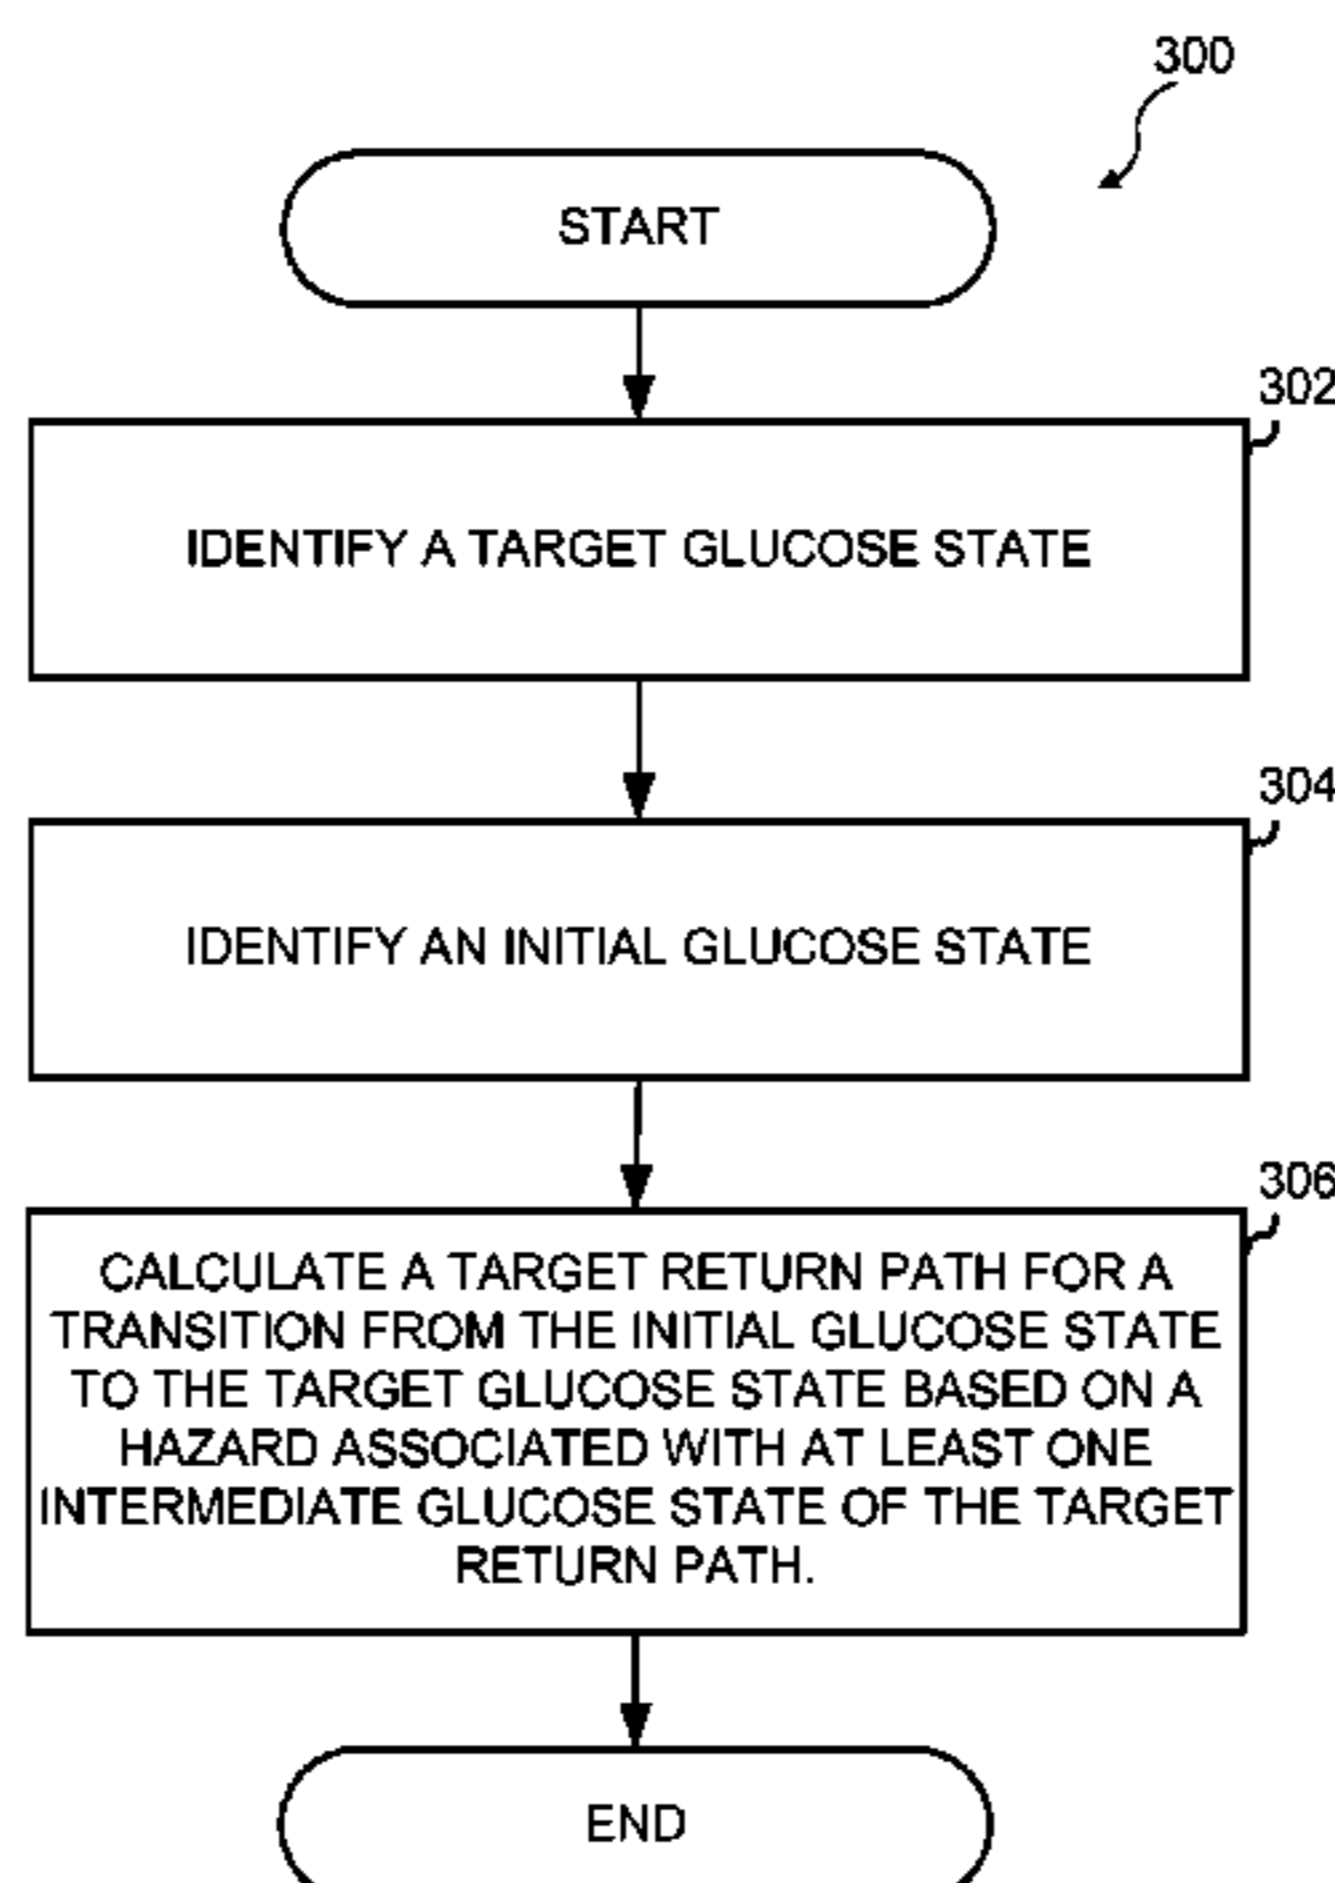 300
START
302
IDENTIFY A TARGET GLUCOSE STATE
304
IDENTIFY AN INITIAL GLUCOSE STATE
306
CALCULATE A TARGET RETURN PATH FOR A
TRANSITION FROM THE INITIAL GLUCOSE STATE
TO THE TARGET GLUCOSE STATE BASED ON A
HAZARD ASSOCIATED WITH AT LEAST ONE
INTERMEDIATE GLUCOSE STATE OF THE TARGET
RETURN PATH.
END